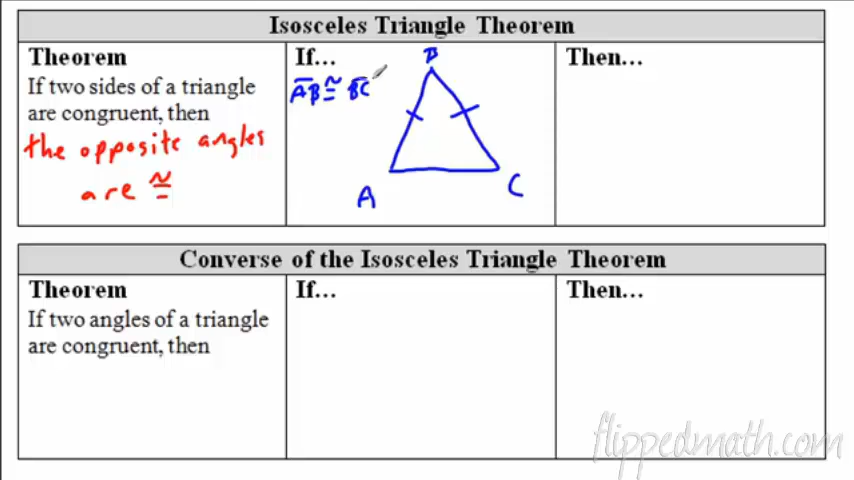 Isosceles Triangle Theorem
Theorem
If two sides of a triangle
are congruent, then
the opposite angles
are ≅
If...
AB ≅ BC
B
A
C
Then...
Converse of the Isosceles Triangle Theorem
Theorem
If two angles of a triangle
are congruent, then
If...
Then...
flippedmath.com